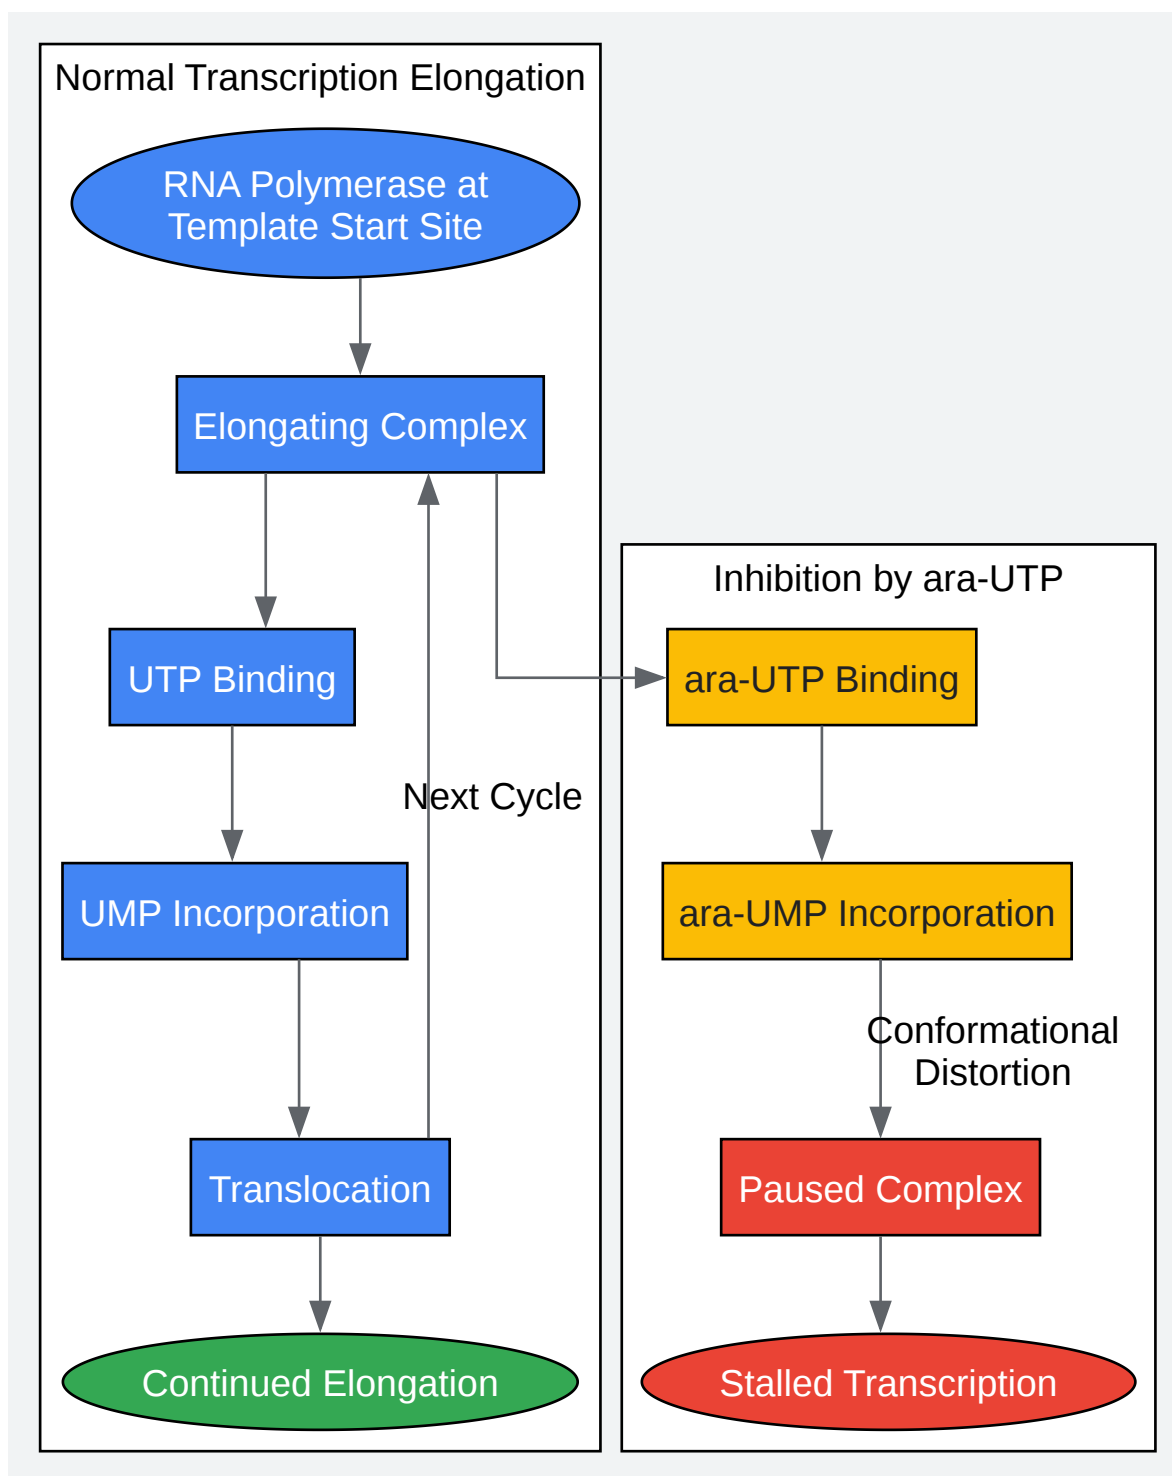 Normal Transcription Elongation
RNA Polymerase at
Template Start Site
Elongating Complex
UTP Binding
Next Cycle
UMP Incorporation
Translocation
Continued Elongation
Inhibition by ara-UTP
ara-UTP Binding
ara-UMP Incorporation
Conformational
Distortion
Paused Complex
Stalled Transcription